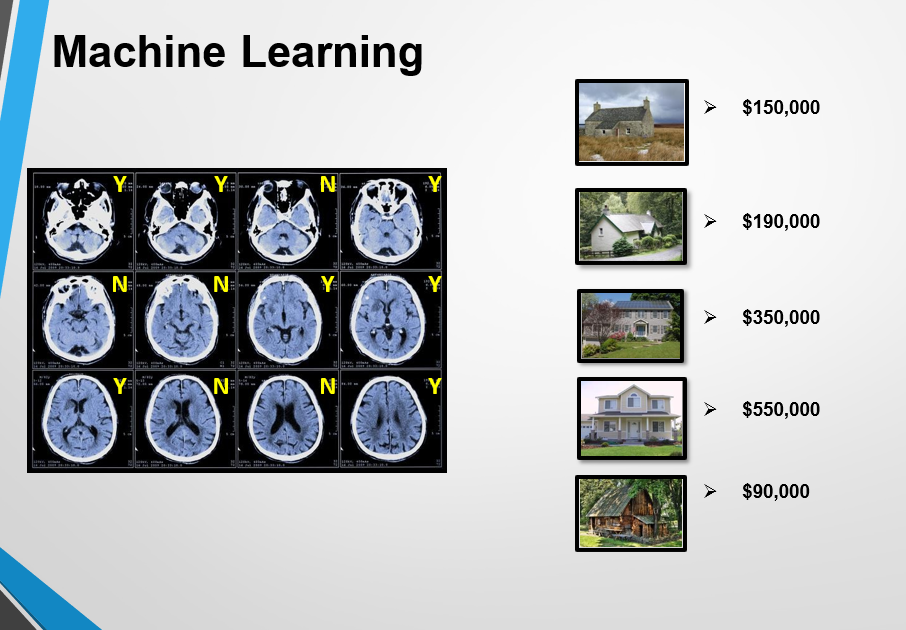 Machine Learning
Y Y N Y
N N Y Y
Y N N Y
$150,000
$190,000
$350,000
$550,000
$90,000